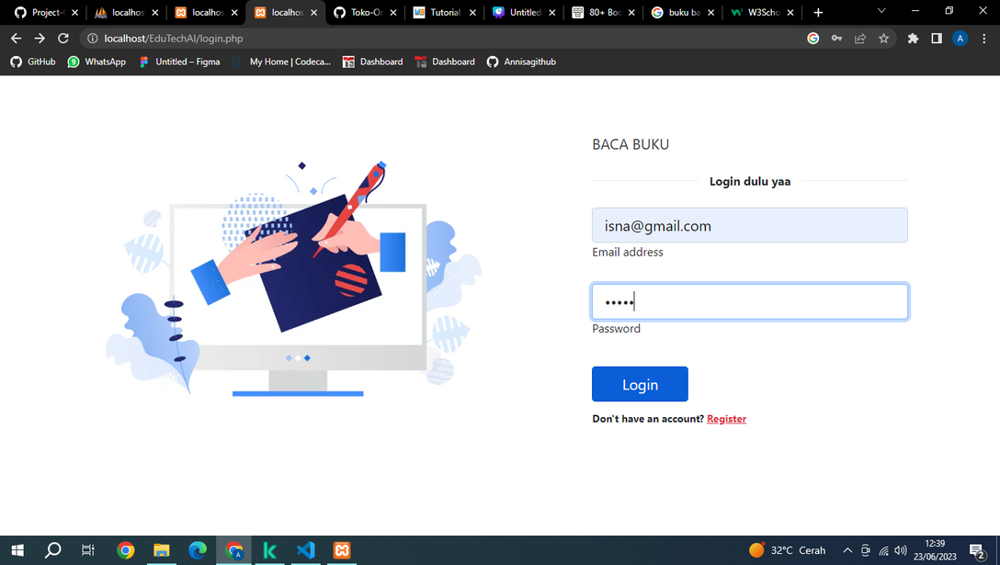 Project-
localhos
localhos
localhos
Toko-Or
Tutorial
Untitled
80+ Boo
buku ba
W3Scho
localhost/EduTechAI/login.php
A
GitHub
WhatsApp
Untitled – Figma
My Home | Codeca...
Dashboard
Dashboard
Annisagithub
BACA BUKU
Login dulu yaa
isna@gmail.com
Email address
•••••
Password
Login
Don't have an account? Register
32°C Cerah
12:39
23/06/2023
2